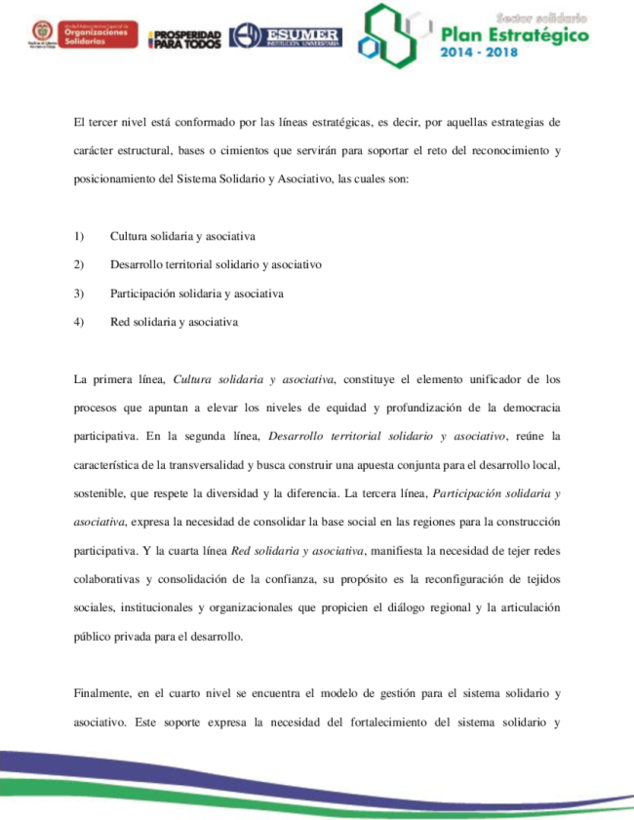 Unidad Administrativa Especial de
Organizaciones
Solidarias
PROSPERIDAD
PARA TODOS
ESUMER
INSTITUCIÓN UNIVERSITARIA
Sector solidario
Plan Estratégico
2014 - 2018
El tercer nivel está conformado por las líneas estratégicas, es decir, por aquellas estrategias de
carácter estructural, bases o cimientos que servirán para soportar el reto del reconocimiento y
posicionamiento del Sistema Solidario y Asociativo, las cuales son:
1) Cultura solidaria y asociativa
2) Desarrollo territorial solidario y asociativo
3) Participación solidaria y asociativa
4) Red solidaria y asociativa
La primera línea, Cultura solidaria y asociativa, constituye el elemento unificador de los
procesos que apuntan a elevar los niveles de equidad y profundización de la democracia
participativa. En la segunda línea, Desarrollo territorial solidario y asociativo, reúne la
característica de la transversalidad y busca construir una apuesta conjunta para el desarrollo local,
sostenible, que respete la diversidad y la diferencia. La tercera línea, Participación solidaria y
asociativa, expresa la necesidad de consolidar la base social en las regiones para la construcción
participativa. Y la cuarta línea Red solidaria y asociativa, manifiesta la necesidad de tejer redes
colaborativas y consolidación de la confianza, su propósito es la reconfiguración de tejidos
sociales, institucionales y organizacionales que propicien el diálogo regional y la articulación
público privada para el desarrollo.
Finalmente, en el cuarto nivel se encuentra el modelo de gestión para el sistema solidario y
asociativo. Este soporte expresa la necesidad del fortalecimiento del sistema solidario y